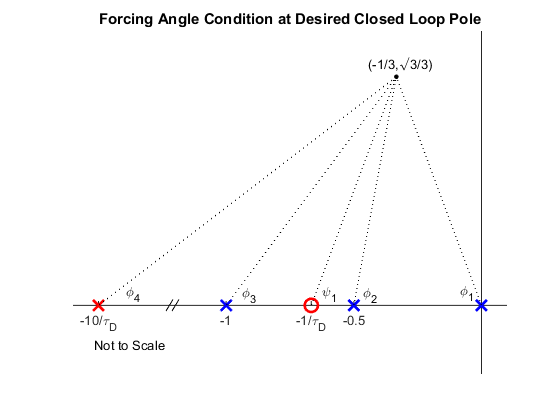 Forcing Angle Condition at Desired Closed Loop Pole
(-1/3,√3/3)
ϕ4 ϕ3 ψ1 ϕ2 ϕ1
-10/τD -1 -1/τD -0.5
Not to Scale